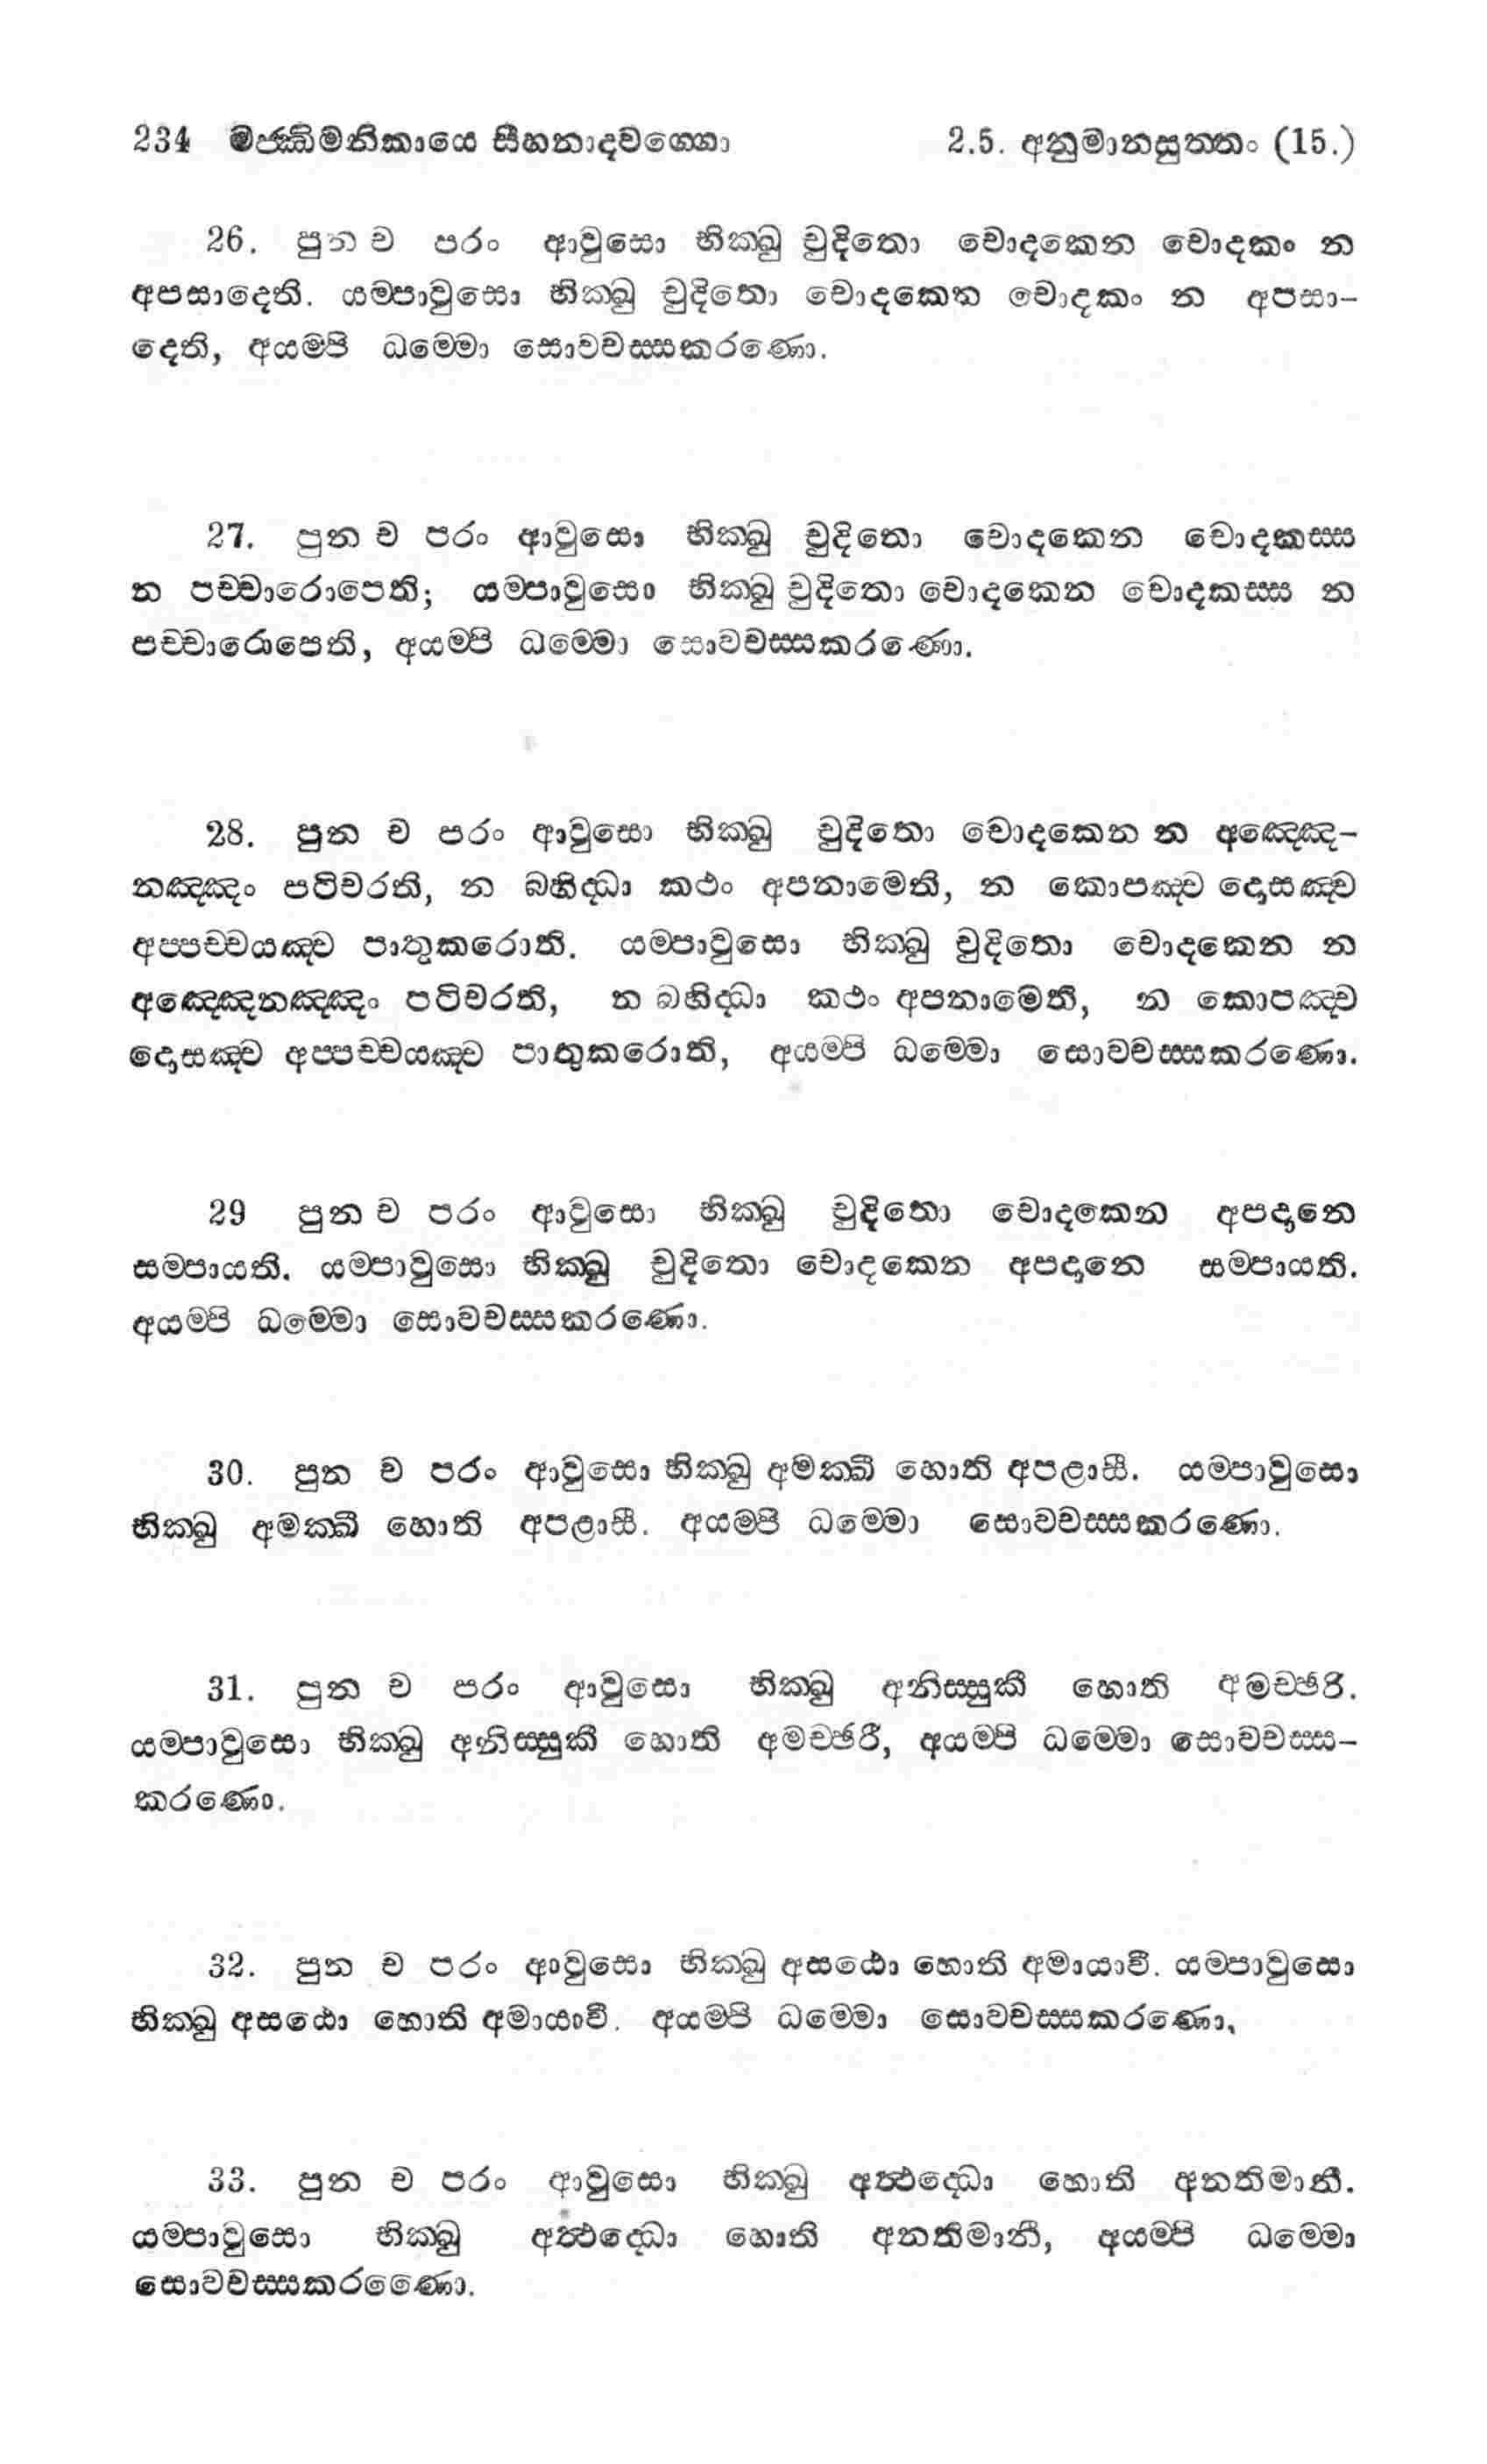 234 මජ්ඣිමනිකායෙ සීහනාදවග්ගො 2.5. අනුමානසුත්තං (15.)
26. පුන ච පරං ආවුසො භික්ඛු චුදිතො චොදකෙන චොදකං න
අපසාදෙති. යම්පාවුසො භික්ඛු චුදිතො චොදකෙන චොදකං න අපසා-
දෙති, අයම්පි ධම්මො සොවචස්සකරණො.
27. පුන ච පරං ආවුසො භික්ඛු චුදිතො චොදකෙන චොදකස්ස
න පච්චාරොපෙති; යම්පාවුසො භික්ඛු චුදිතො චොදකෙන චොදකස්ස න
පච්චාරොපෙති, අයම්පි ධම්මො සොවචස්සකරණො.
28. පුන ච පරං ආවුසො භික්ඛු චුදිතො චොදකෙන න අඤ්ඤෙ-
නඤ්ඤං පටිචරති, න බහිද්ධා කථං අපනාමෙති, න කොපඤ්ච දොසඤ්ච
අප්පච්චයඤ්ච පාතුකරොති. යම්පාවුසො භික්ඛු චුදිතො චොදකෙන න
අඤ්ඤෙනඤ්ඤං පටිචරති, න බහිද්ධා කථං අපනාමෙති, න කොපඤ්ච
දොසඤ්ච අප්පච්චයඤ්ච පාතුකරොති, අයම්පි ධම්මො සොවචස්සකරණො.
29 පුන ච පරං ආවුසො භික්ඛු චුදිතො චොදකෙන අපදානෙ
සම්පායති. යම්පාවුසො භික්ඛු චුදිතො චොදකෙන අපදානෙ සම්පායති.
අයම්පි ධම්මො සොවචස්සකරණො.
30. පුන ච පරං ආවුසො භික්ඛු අමක්ඛී හොති අපළාසී. යම්පාවුසො
භික්ඛු අමක්ඛී හොති අපළාසී. අයම්පි ධම්මො සොවචස්සකරණො.
31. පුන ච පරං ආවුසො භික්ඛු අනිස්සුකී හොති අමච්ඡරී.
යම්පාවුසො භික්ඛු අනිස්සුකී හොති අමච්ඡරී, අයම්පි ධම්මො සොවචස්ස-
කරණො.
32. පුන ච පරං ආවුසො භික්ඛු අසඨො හොති අමායාවී. යම්පාවුසො
භික්ඛු අසඨො හොති අමායාවී. අයම්පි ධම්මො සොවචස්සකරණො,
33. පුන ච පරං ආවුසො භික්ඛු අත්ථද්ධො හොති අනතිමානී.
යම්පාවුසො භික්ඛු අත්ථද්ධො හොති අනතිමානී, අයම්පි ධම්මො
සොවචස්සකරණො.